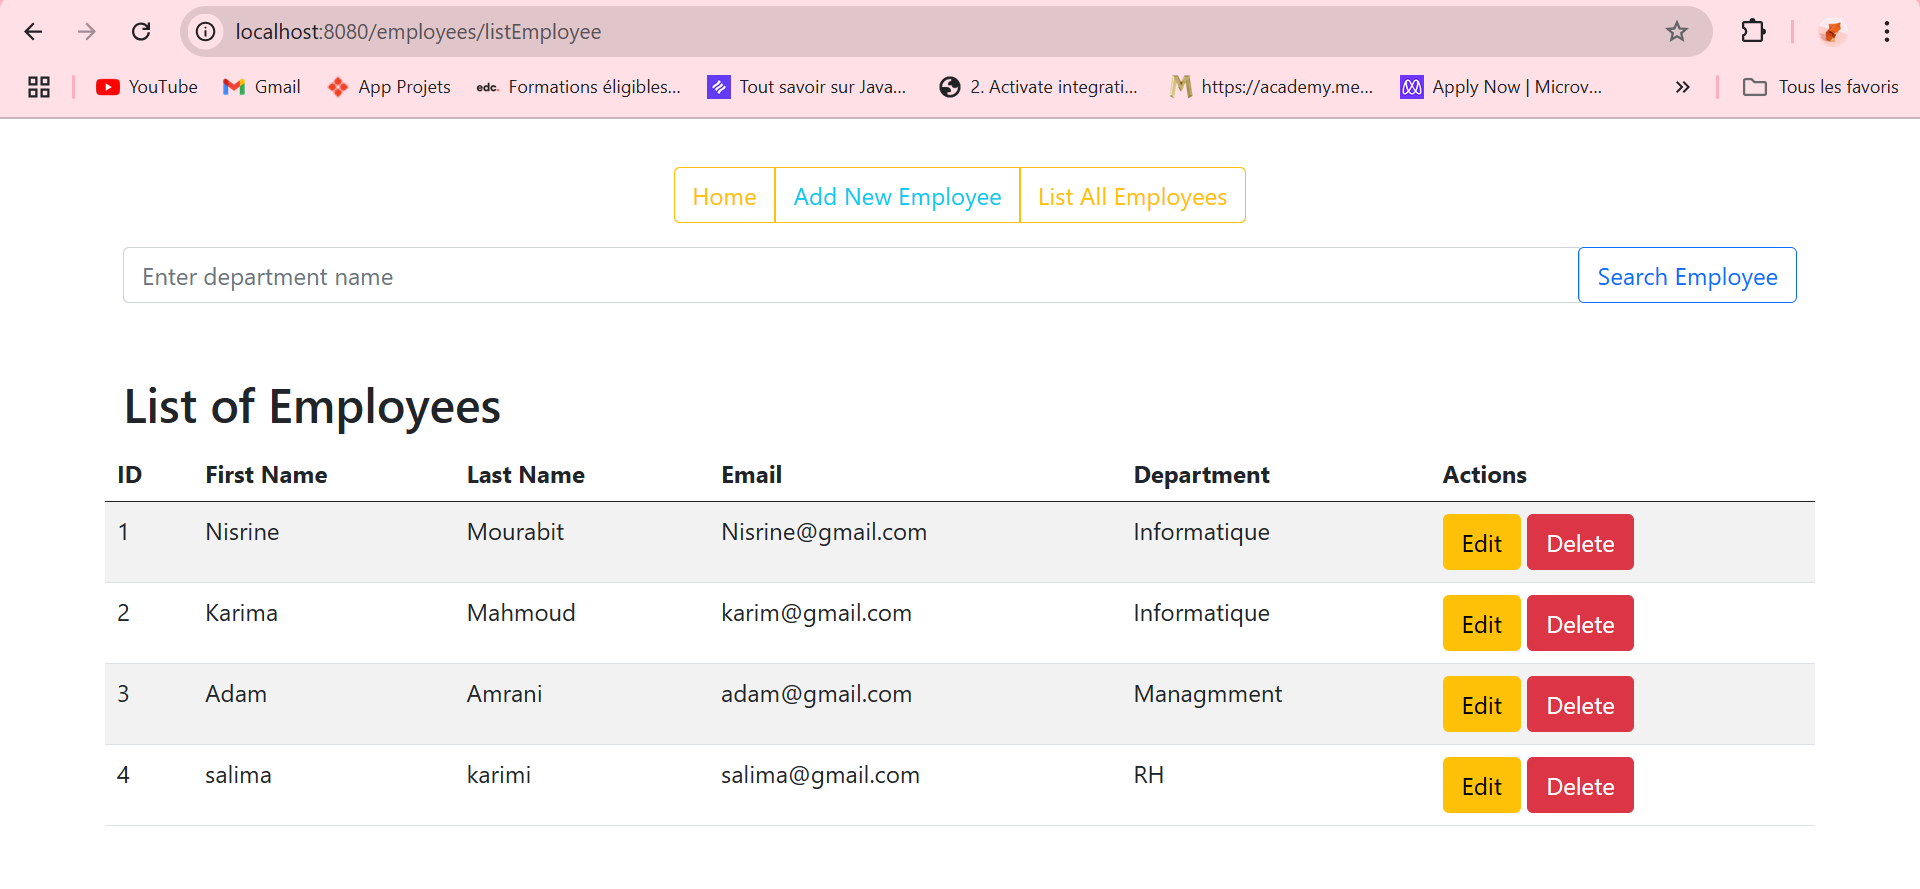 localhost:8080/employees/listEmployee
YouTube Gmail App Projets edc. Formations éligibles... Tout savoir sur Java... 2. Activate integrati... M https://academy.me... Apply Now | Microv... » Tous les favoris
Home Add New Employee List All Employees
Enter department name Search Employee
List of Employees
ID First Name Last Name Email Department Actions
1 Nisrine Mourabit Nisrine@gmail.com Informatique Edit Delete
2 Karima Mahmoud karim@gmail.com Informatique Edit Delete
3 Adam Amrani adam@gmail.com Managmment Edit Delete
4 salima karimi salima@gmail.com RH Edit Delete